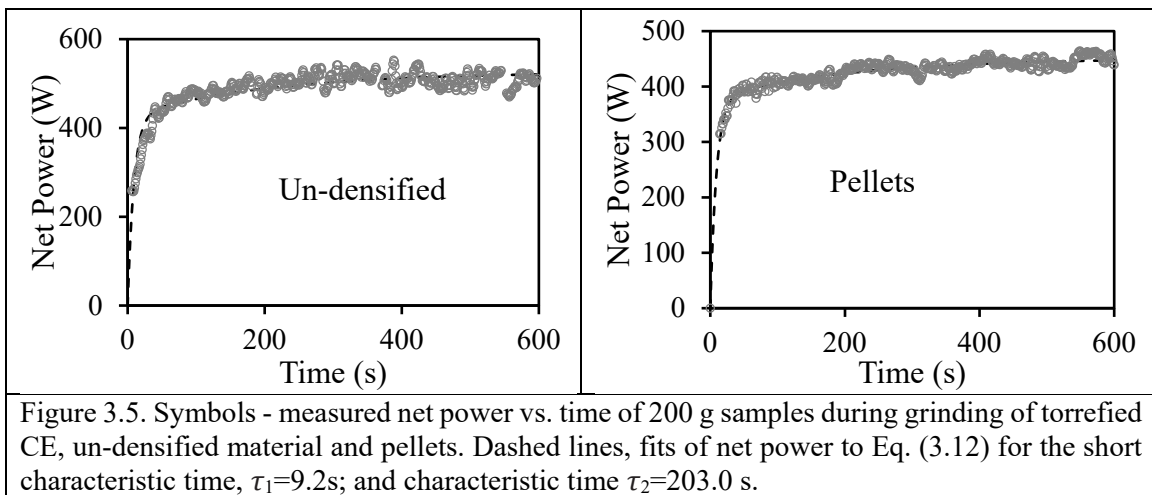 Net Power (W)
600
400
200
0
Un-densified
0
200
400
600
Time (s)
Net Power (W)
500
400
300
200
100
0
Pellets
0
200
400
600
Time (s)
Figure 3.5. Symbols - measured net power vs. time of 200 g samples during grinding of torrefied
CE, un-densified material and pellets. Dashed lines, fits of net power to Eq. (3.12) for the short
characteristic time, τ₁=9.2s; and characteristic time τ₂=203.0 s.